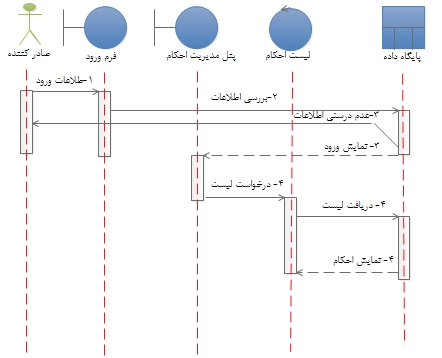 صادر کننده
فرم ورود
پنل مدیریت احکام
لیست احکام
پایگاه داده
۱-طلاعات ورود
۲-بررسی اطلاعات
۳-عدم درستی اطلاعات
۳- نمایش ورود
۴- درخواست لیست
۴- دریافت لیست
۴- نمایش احکام